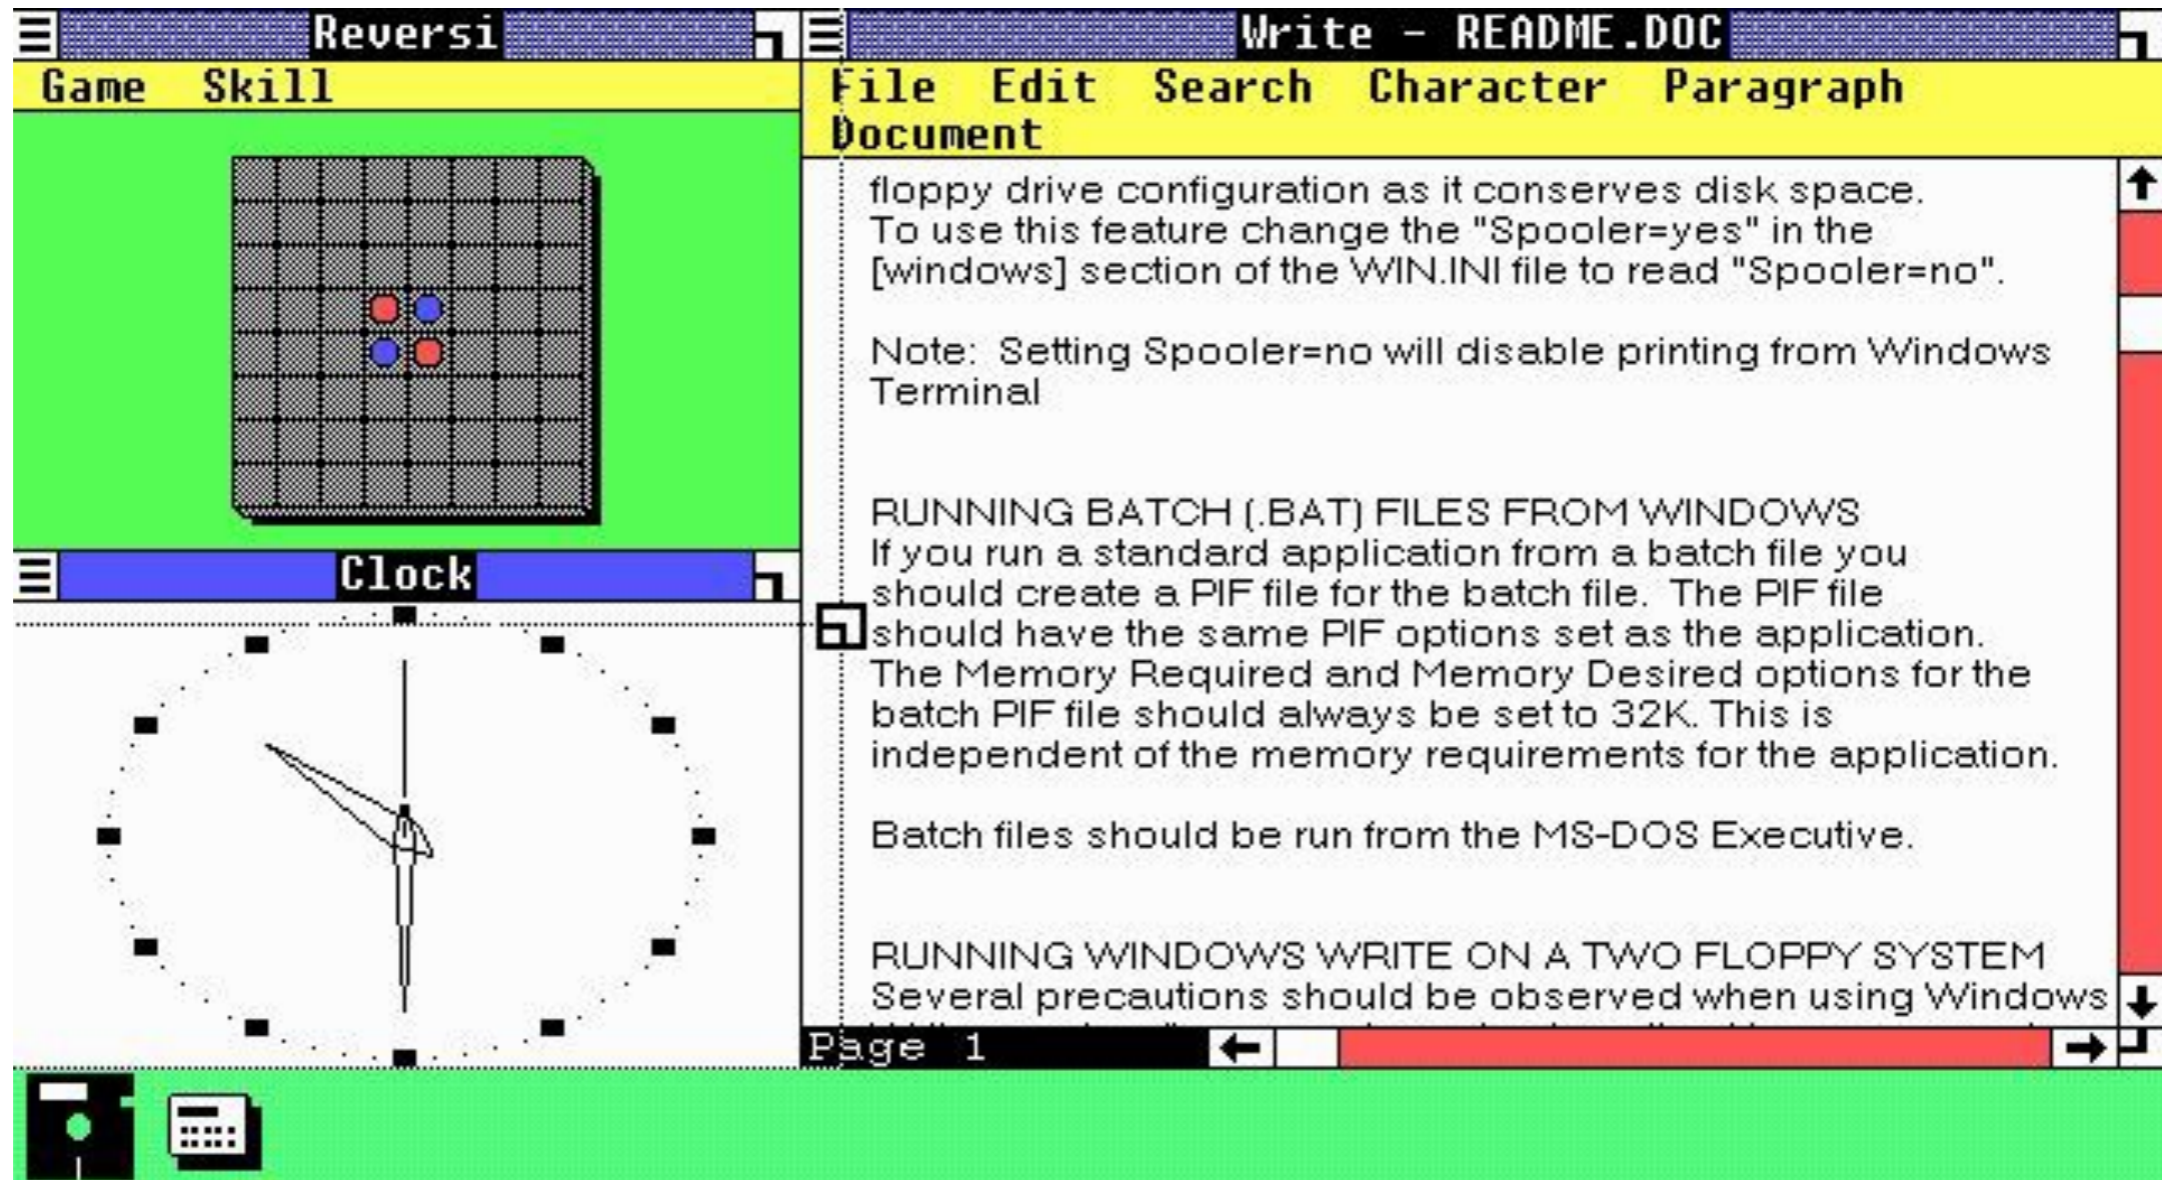 Reversi
Game Skill
Clock
Write - README.DOC
File Edit Search Character Paragraph
Document
floppy drive configuration as it conserves disk space.
To use this feature change the "Spooler=yes" in the
[windows] section of the WIN.INI file to read "Spooler=no".
Note: Setting Spooler=no will disable printing from Windows
Terminal
RUNNING BATCH (.BAT) FILES FROM WINDOWS
If you run a standard application from a batch file you
should create a PIF file for the batch file. The PIF file
should have the same PIF options set as the application.
The Memory Required and Memory Desired options for the
batch PIF file should always be set to 32K. This is
independent of the memory requirements for the application.
Batch files should be run from the MS-DOS Executive.
RUNNING WINDOWS WRITE ON A TWO FLOPPY SYSTEM
Several precautions should be observed when using Windows
Page 1